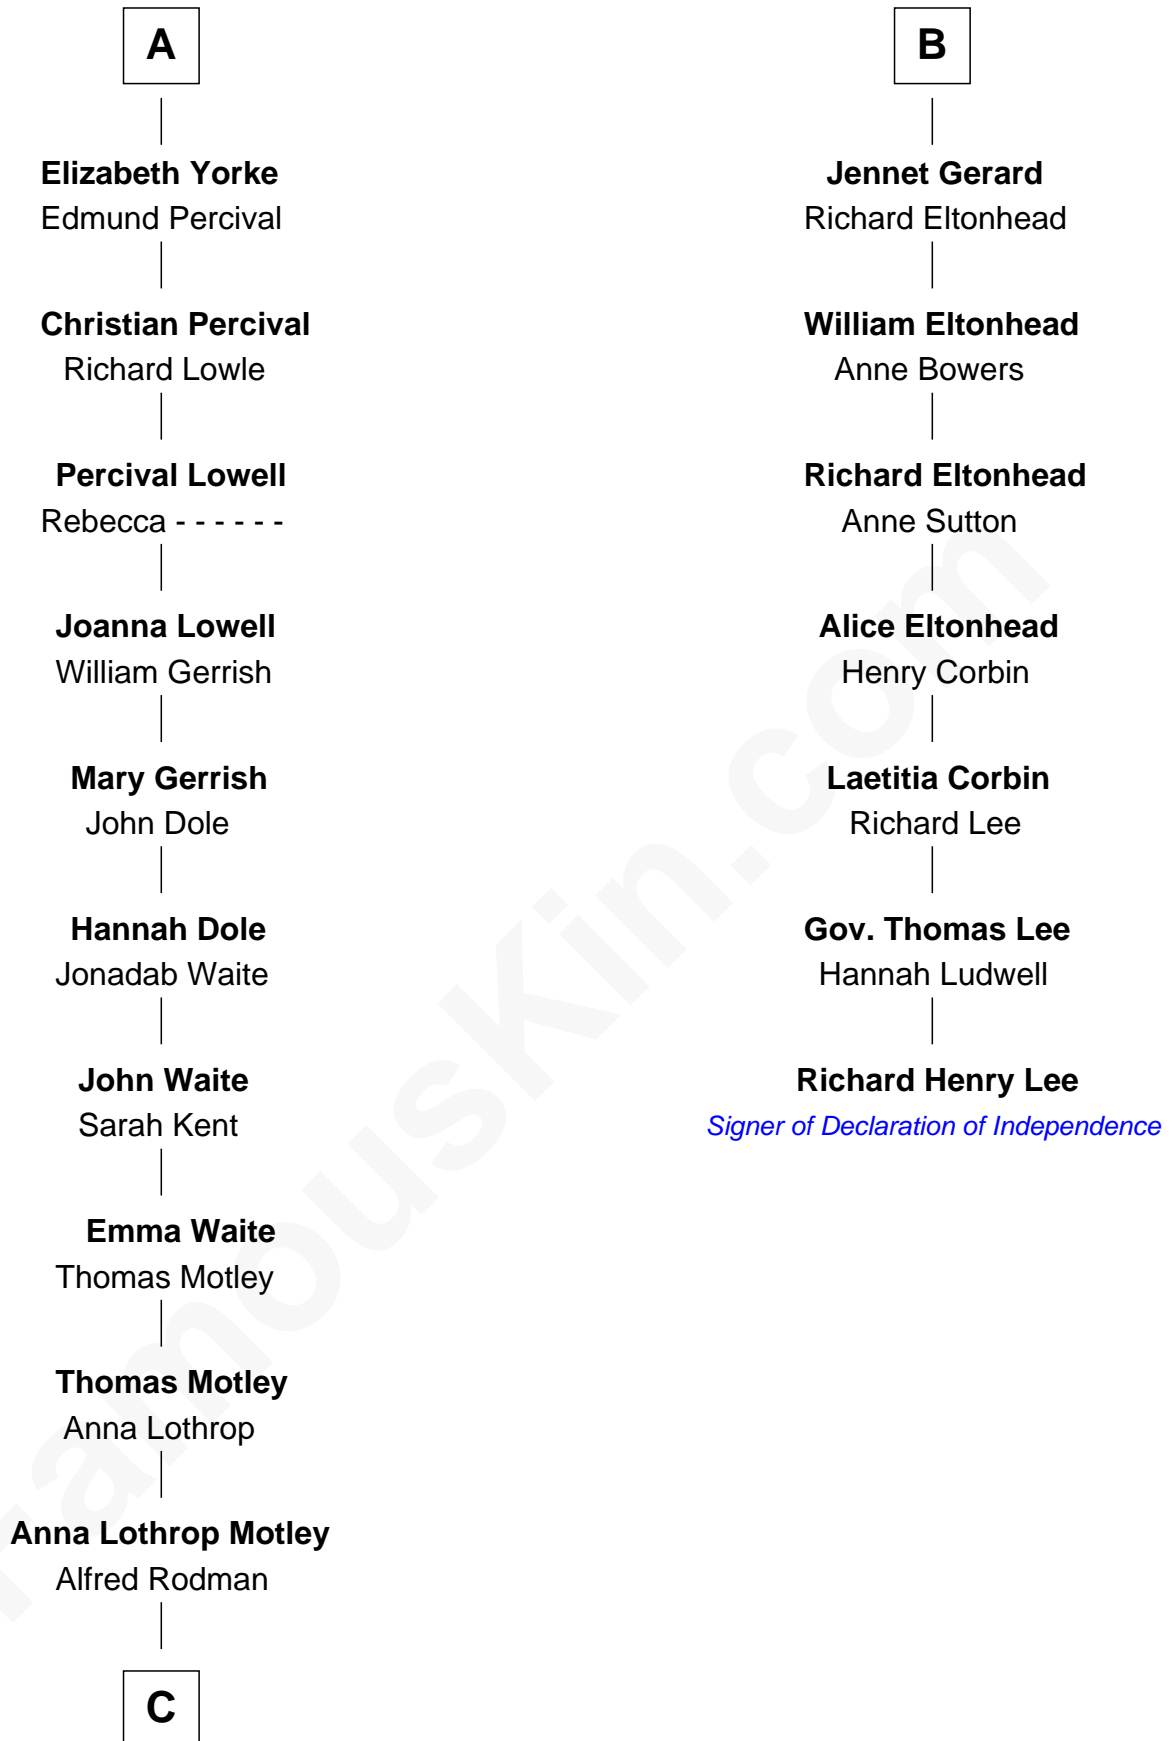 A
Elizabeth Yorke
Edmund Percival
Christian Percival
Richard Lowle
Percival Lowell
Rebecca - - - - - -
Joanna Lowell
William Gerrish
Mary Gerrish
John Dole
Hannah Dole
Jonadab Waite
John Waite
Sarah Kent
Emma Waite
Thomas Motley
Thomas Motley
Anna Lothrop
Anna Lothrop Motley
Alfred Rodman
C
B
Jennet Gerard
Richard Eltonhead
William Eltonhead
Anne Bowers
Richard Eltonhead
Anne Sutton
Alice Eltonhead
Henry Corbin
Laetitia Corbin
Richard Lee
Gov. Thomas Lee
Hannah Ludwell
Richard Henry Lee
Signer of Declaration of Independence
FamousKin.com